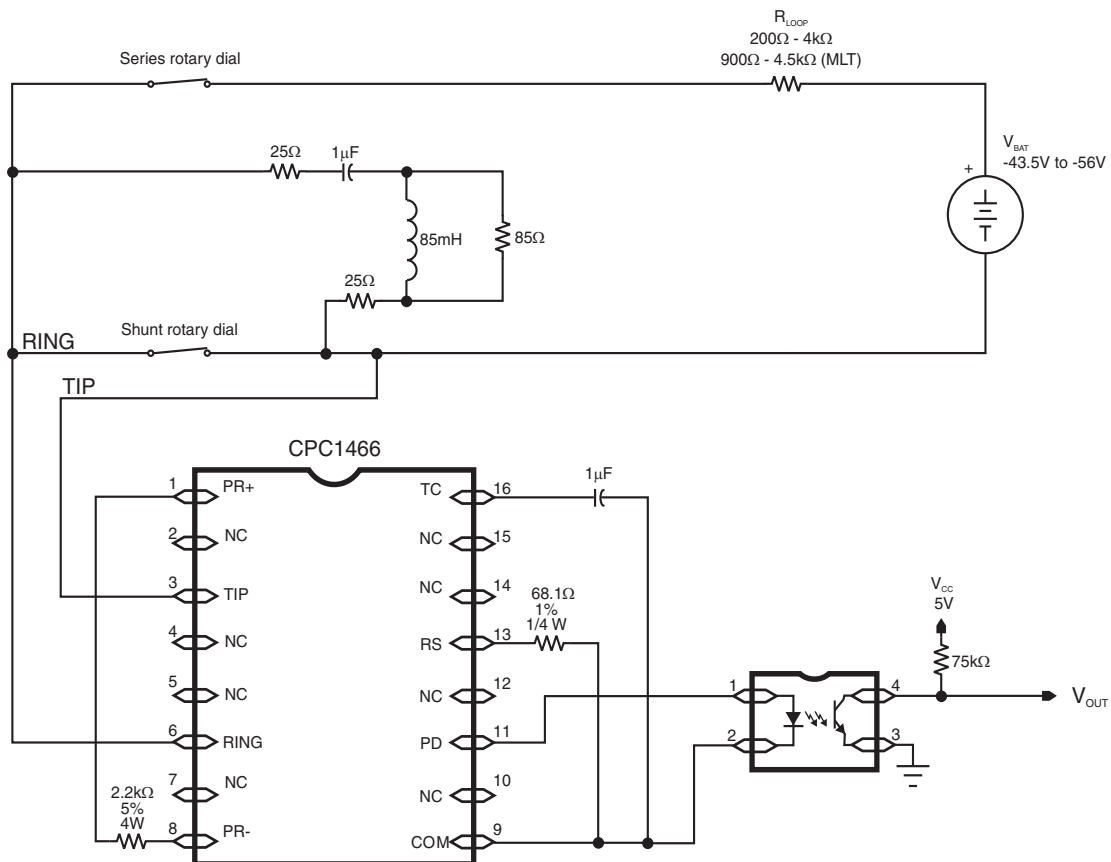 R_LOOP
200Ω - 4kΩ
900Ω - 4.5kΩ (MLT)
Series rotary dial
V_BAT
-43.5V to -56V
+
25Ω
1μF
85mH
85Ω
25Ω
Shunt rotary dial
RING
TIP
CPC1466
1
PR+
TC
16
1μF
2
NC
NC
15
3
TIP
NC
14
68.1Ω
1%
1/4 W
4
NC
RS
13
V_CC
5V
75kΩ
5
NC
NC
12
1
4
V_OUT
6
RING
PD
11
2
3
7
NC
NC
10
2.2kΩ
5%
4W
8
PR-
COM
9